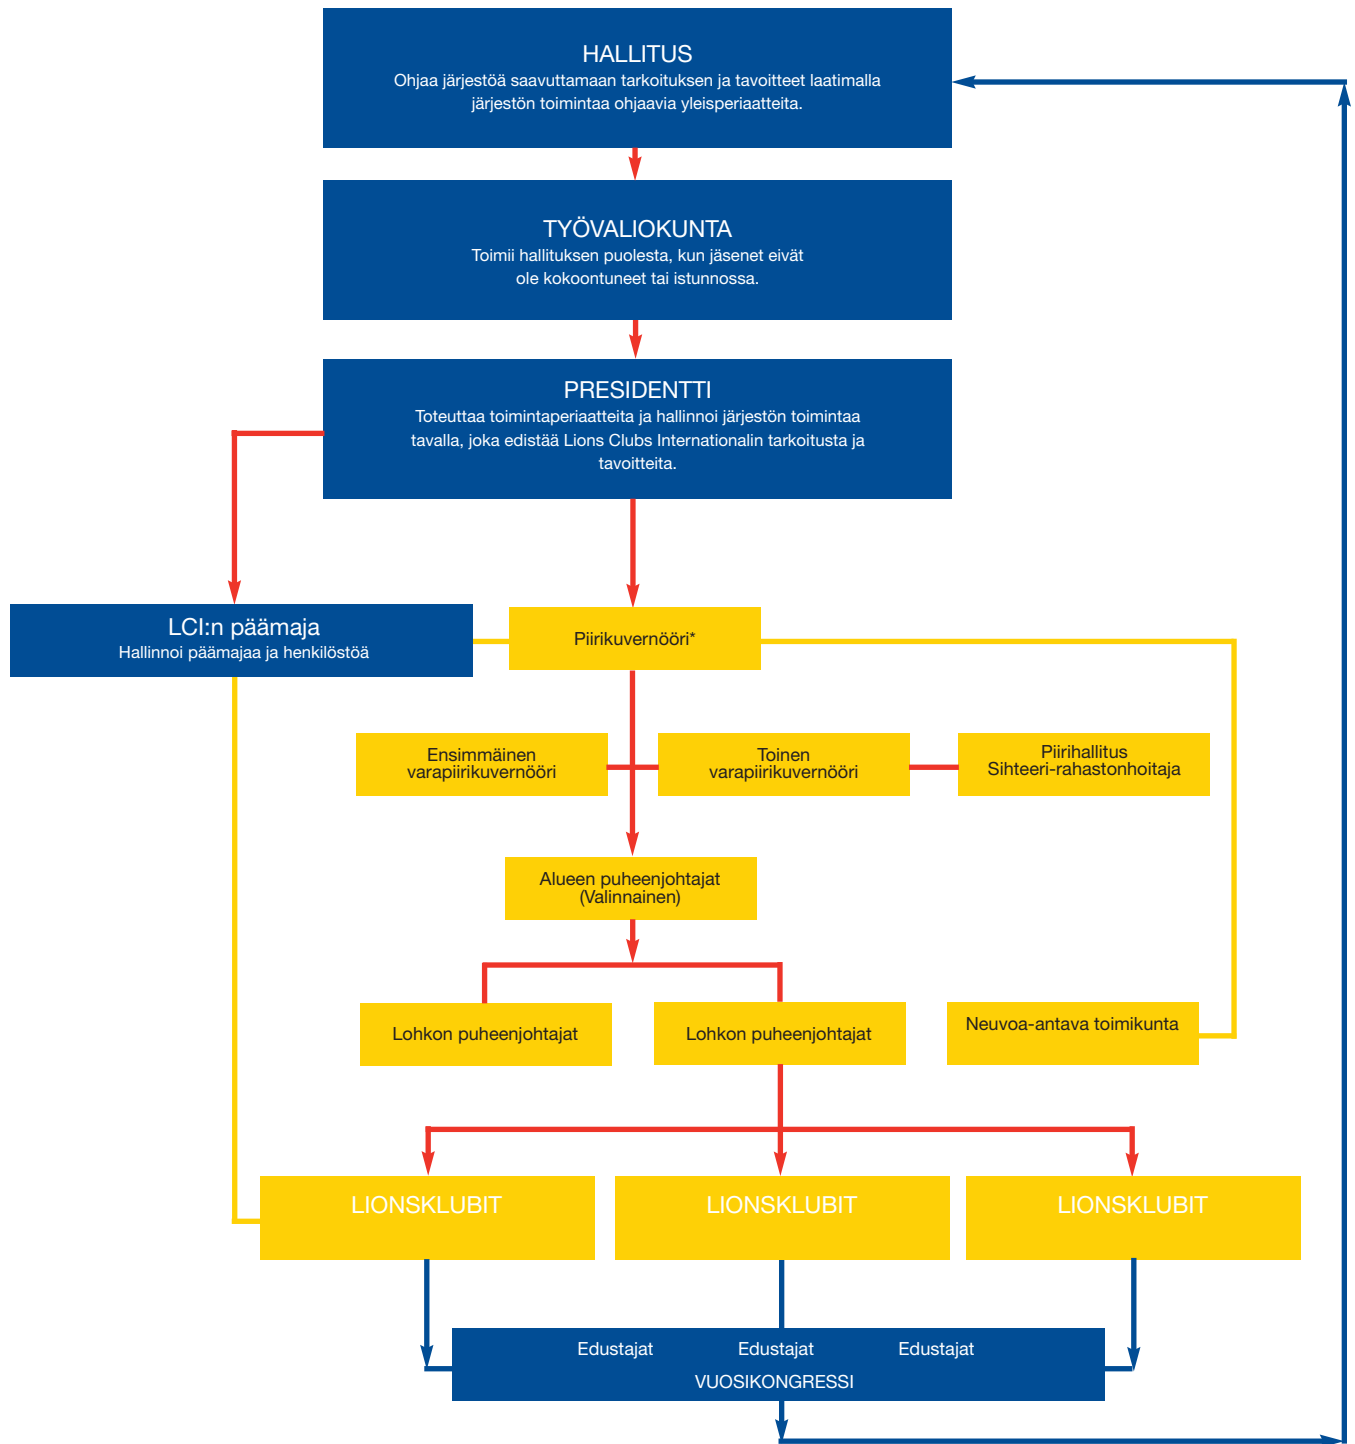 HALLITUS
Ohjaa järjestöä saavuttamaan tarkoituksen ja tavoitteet laatimalla
järjestön toimintaa ohjaavia yleisperiaatteita.
TYÖVALIOKUNTA
Toimii hallituksen puolesta, kun jäsenet eivät
ole kokoontuneet tai istunnossa.
PRESIDENTTI
Toteuttaa toimintaperiaatteita ja hallinnoi järjestön toimintaa
tavalla, joka edistää Lions Clubs Internationalin tarkoitusta ja
tavoitteita.
LCI:n päämaja
Hallinnoi päämajaa ja henkilöstöä
Piirikuvernööri*
Ensimmäinen
varapiirikuvernööri
Toinen
varapiirikuvernööri
Piirihallitus
Sihteeri-rahastonhoitaja
Alueen puheenjohtajat
(Valinnainen)
Lohkon puheenjohtajat
Lohkon puheenjohtajat
Neuvoa-antava toimikunta
LIONSKLUBIT
LIONSKLUBIT
LIONSKLUBIT
Edustajat
Edustajat
Edustajat
VUOSIKONGRESSI